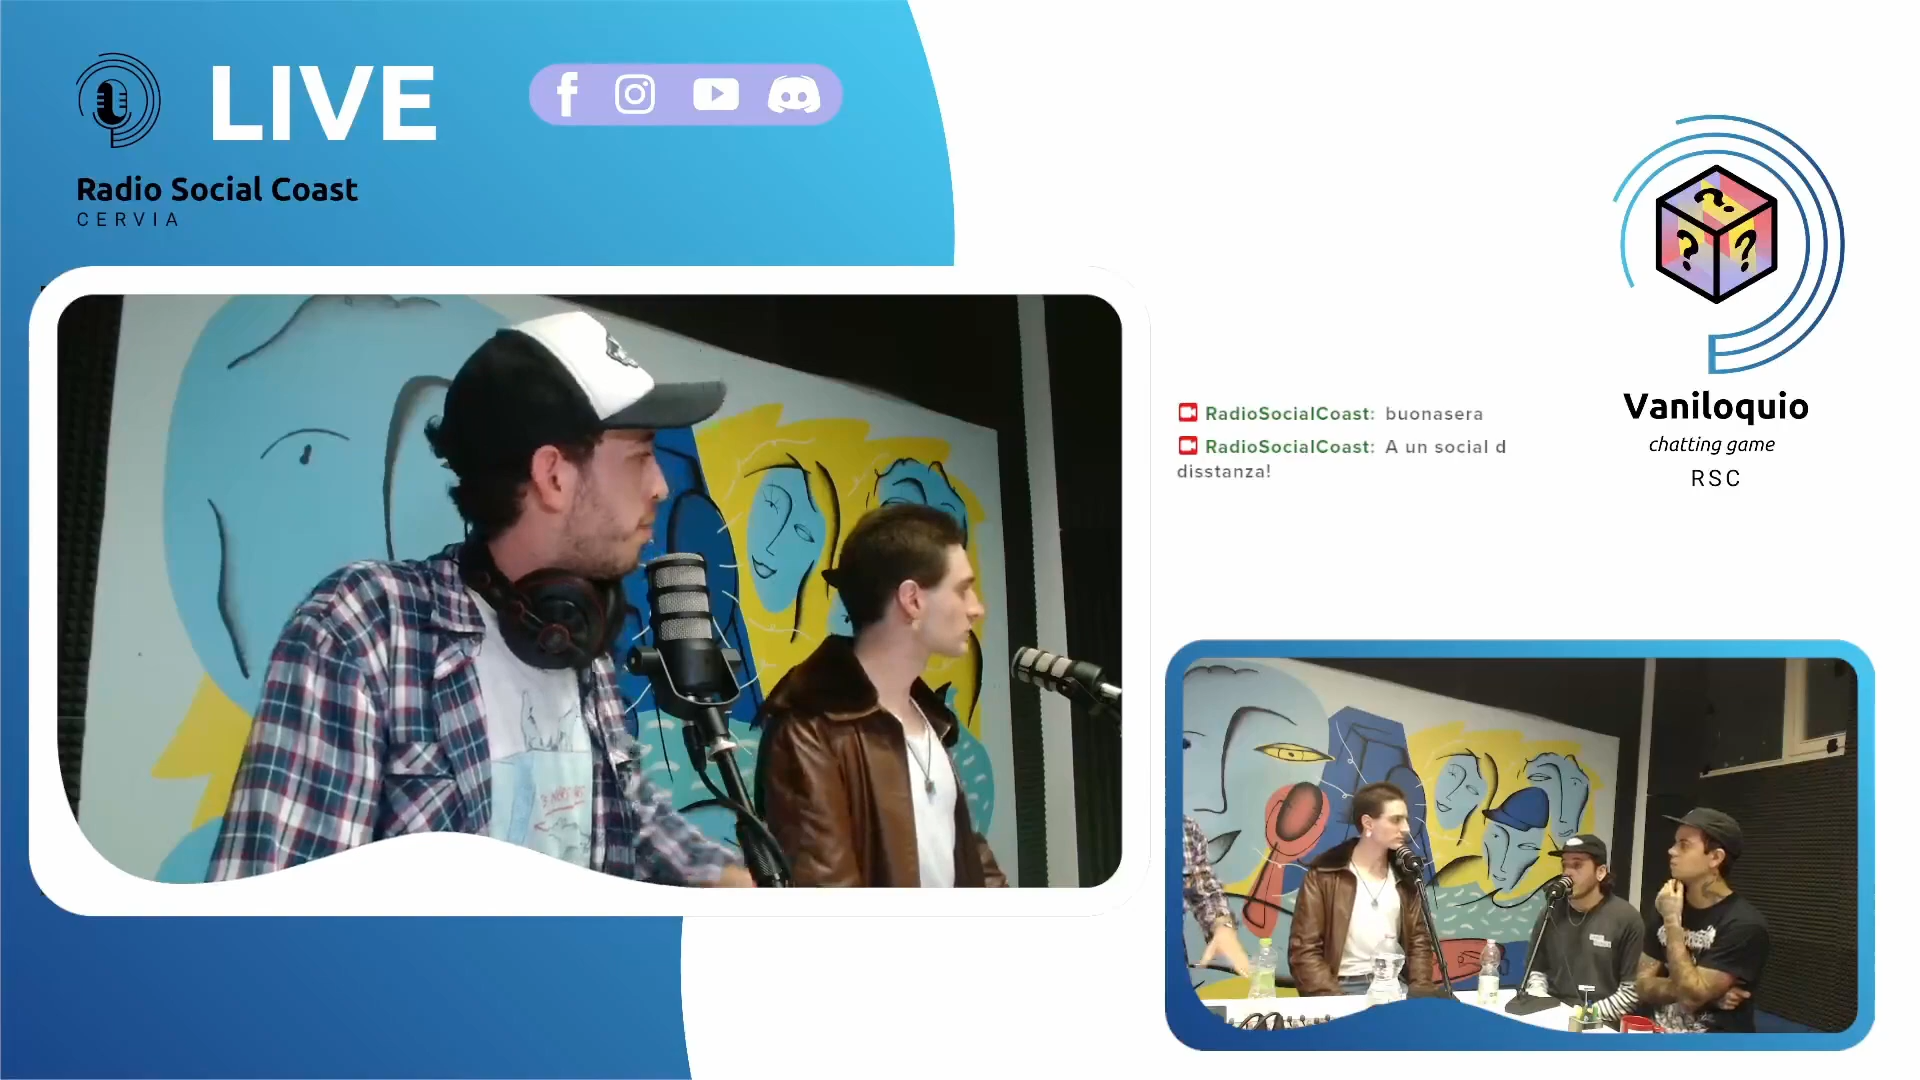 LIVE
Radio Social Coast
CERVIA
RadioSocialCoast: buonasera
RadioSocialCoast: A un social d
disstanza!
? ? ?
Vaniloquio
chatting game
RSC